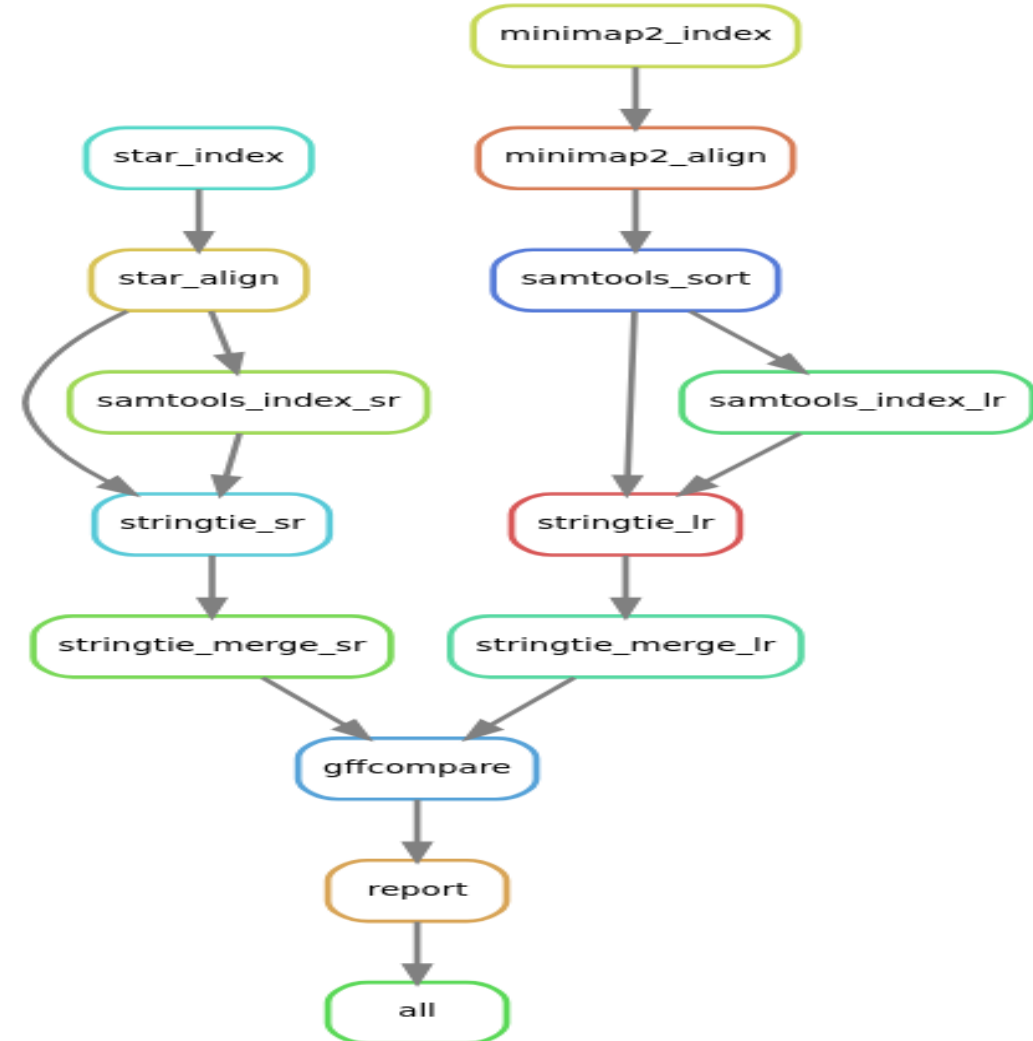 minimap2_index
star_index
minimap2_align
star_align
samtools_sort
samtools_index_sr
samtools_index_lr
stringtie_sr
stringtie_lr
stringtie_merge_sr
stringtie_merge_lr
gffcompare
report
all